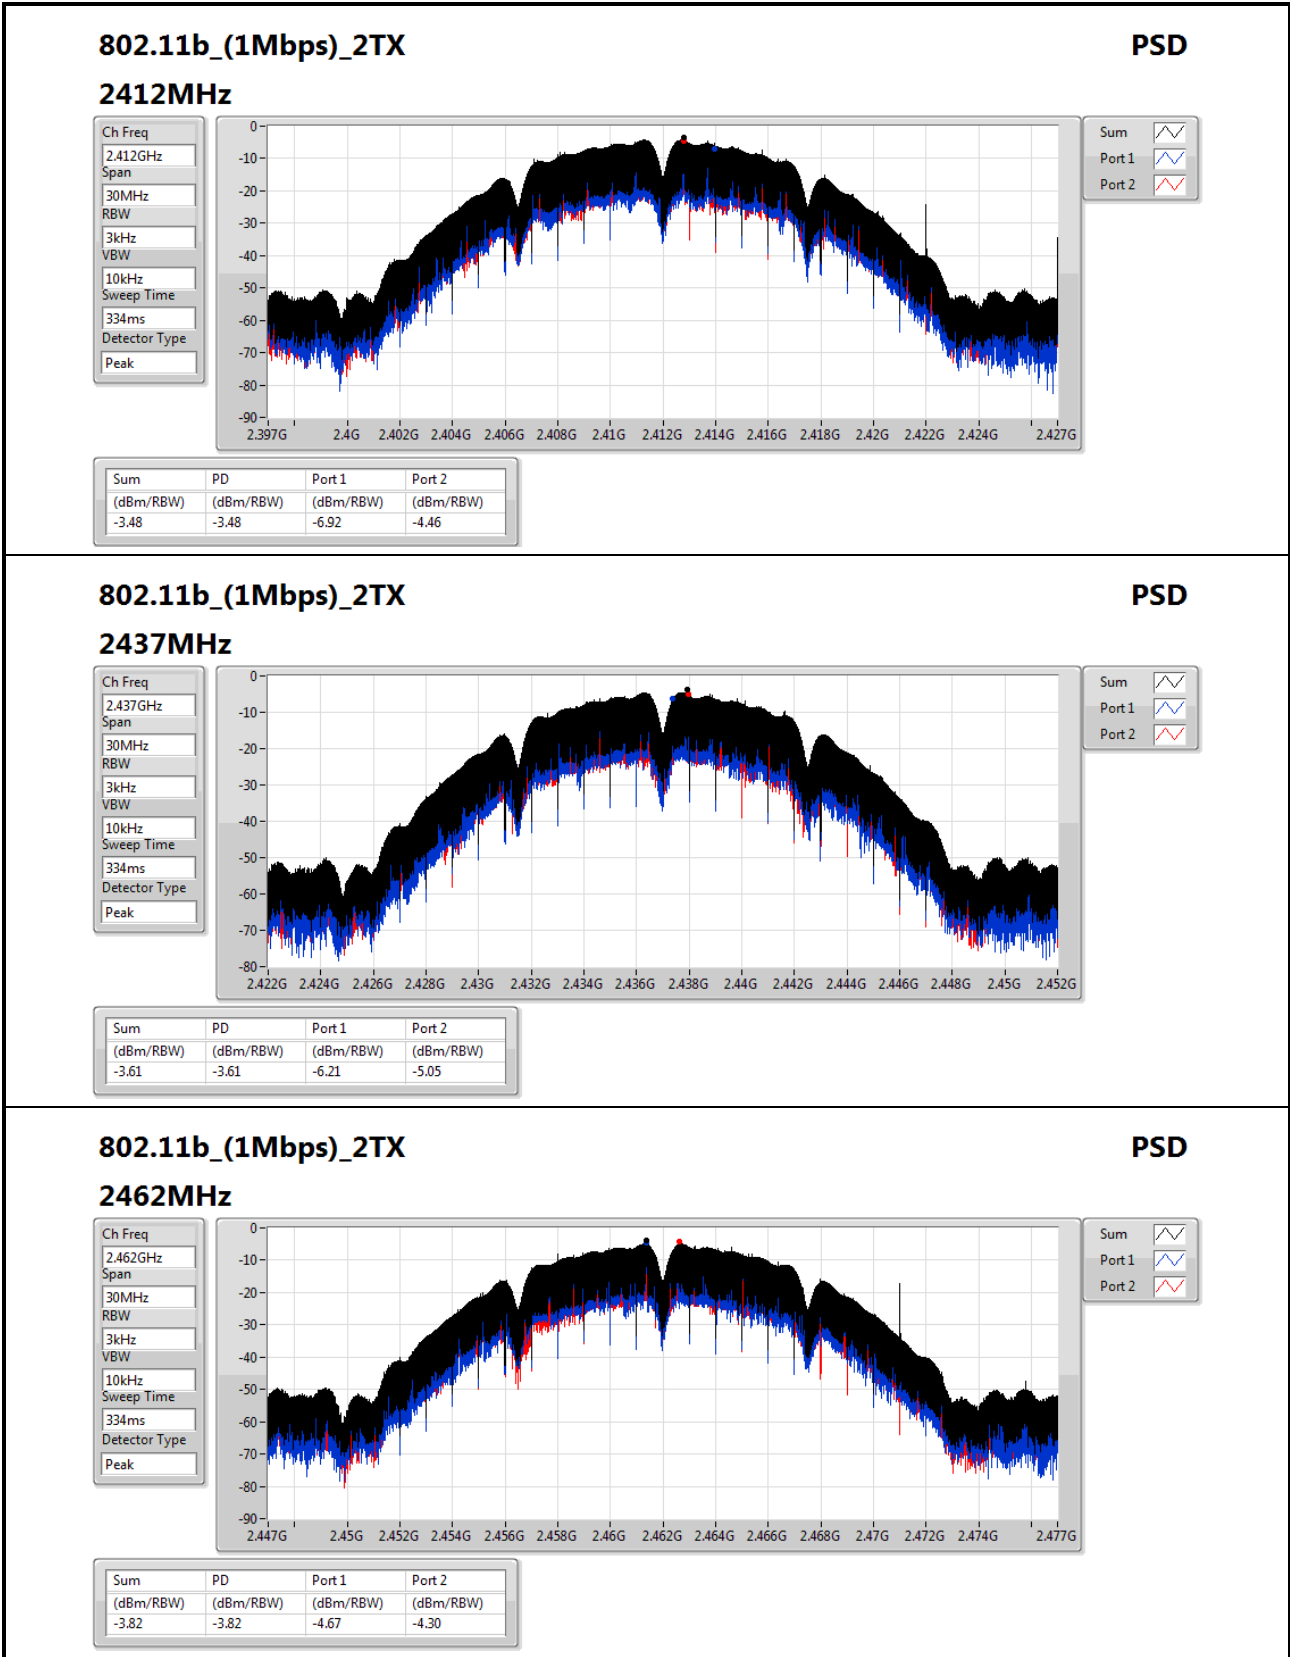 802.11b_(1Mbps)_2TX PSD
2412MHz
Ch Freq
2.412GHz
Span
30MHz
RBW
3kHz
VBW
10kHz
Sweep Time
334ms
Detector Type
Peak
0
-10
-20
-30
-40
-50
-60
-70
-80
-90
2.397G 2.4G 2.402G 2.404G 2.406G 2.408G 2.41G 2.412G 2.414G 2.416G 2.418G 2.42G 2.422G 2.424G 2.427G
Sum
Port 1
Port 2
Sum PD Port 1 Port 2
(dBm/RBW) (dBm/RBW) (dBm/RBW) (dBm/RBW)
-3.48 -3.48 -6.92 -4.46
802.11b_(1Mbps)_2TX PSD
2437MHz
Ch Freq
2.437GHz
Span
30MHz
RBW
3kHz
VBW
10kHz
Sweep Time
334ms
Detector Type
Peak
0
-10
-20
-30
-40
-50
-60
-70
-80
2.422G 2.424G 2.426G 2.428G 2.43G 2.432G 2.434G 2.436G 2.438G 2.44G 2.442G 2.444G 2.446G 2.448G 2.45G 2.452G
Sum
Port 1
Port 2
Sum PD Port 1 Port 2
(dBm/RBW) (dBm/RBW) (dBm/RBW) (dBm/RBW)
-3.61 -3.61 -6.21 -5.05
802.11b_(1Mbps)_2TX PSD
2462MHz
Ch Freq
2.462GHz
Span
30MHz
RBW
3kHz
VBW
10kHz
Sweep Time
334ms
Detector Type
Peak
0
-10
-20
-30
-40
-50
-60
-70
-80
-90
2.447G 2.45G 2.452G 2.454G 2.456G 2.458G 2.46G 2.462G 2.464G 2.466G 2.468G 2.47G 2.472G 2.474G 2.477G
Sum
Port 1
Port 2
Sum PD Port 1 Port 2
(dBm/RBW) (dBm/RBW) (dBm/RBW) (dBm/RBW)
-3.82 -3.82 -4.67 -4.30